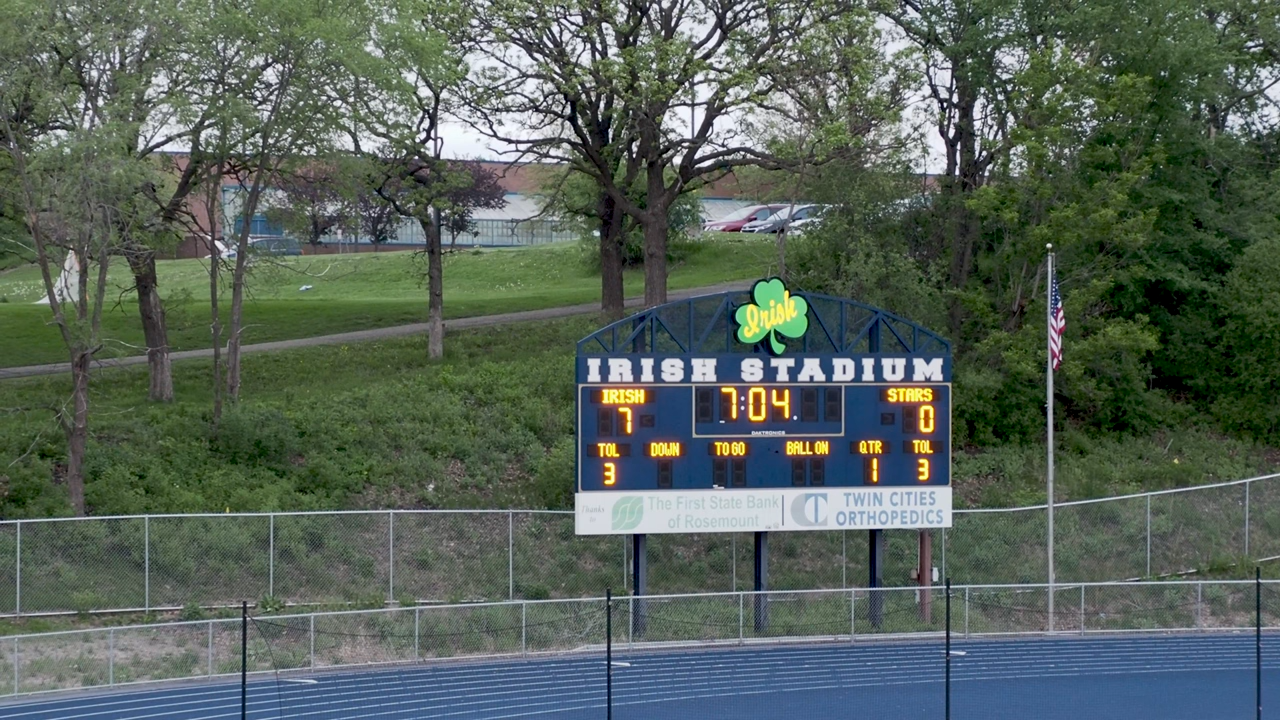 Irish
IRISH STADIUM
IRISH 7:04 STARS
7 0
DAKTRONICS
TOL DOWN TO GO BALL ON QTR TOL
3 1 3
Thanks to The First State Bank of Rosemount
TWIN CITIES
ORTHOPEDICS